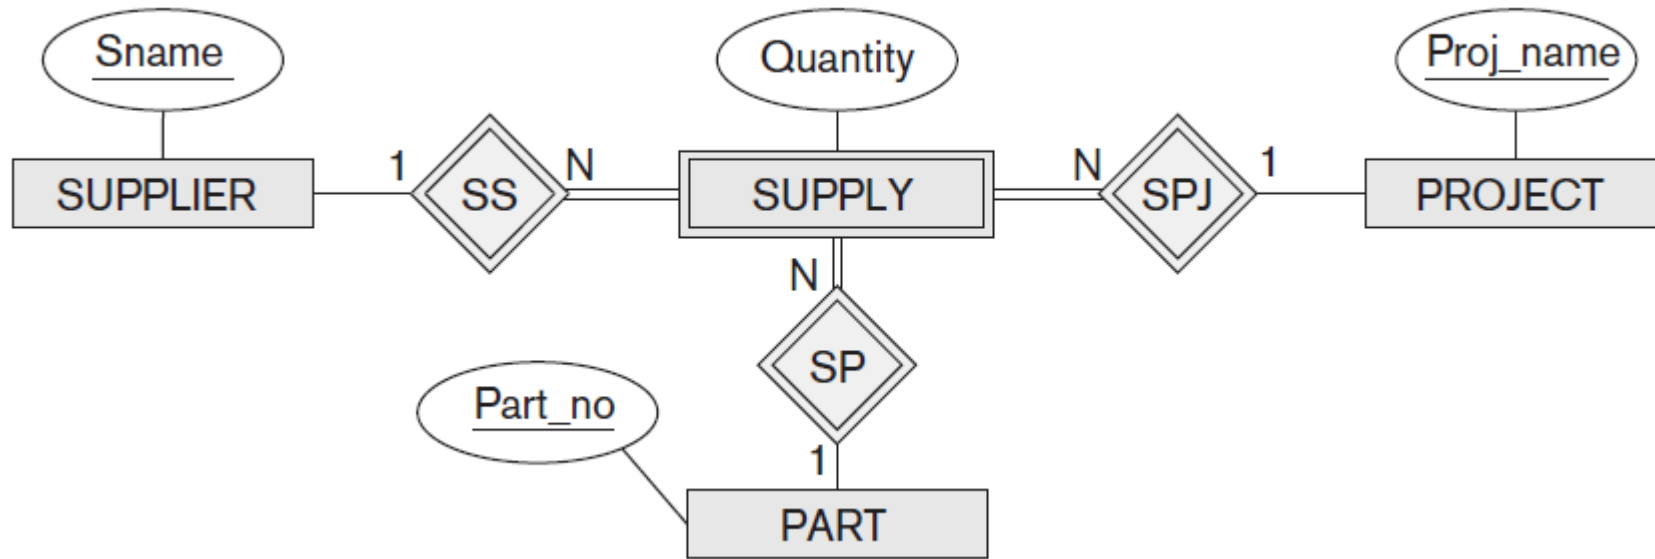 Sname
Quantity
Proj_name
SUPPLIER
1
SS
N
SUPPLY
N
SPJ
1
PROJECT
N
SP
Part_no
1
PART